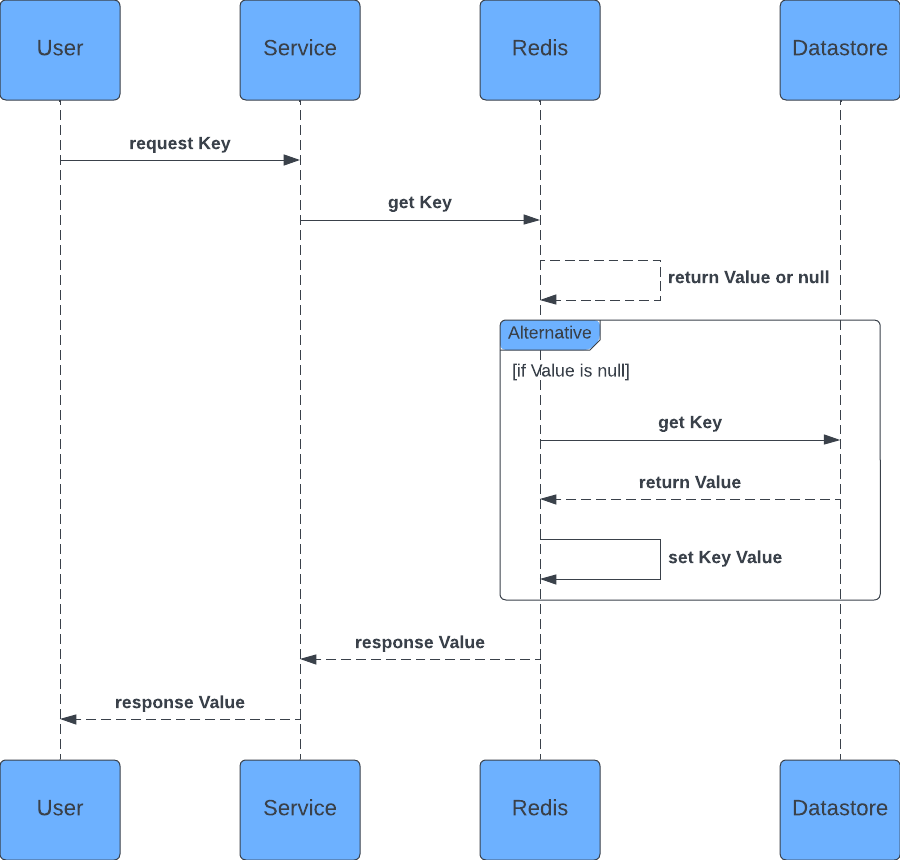 User
Service
Redis
Datastore
request Key
get Key
return Value or null
Alternative
[if Value is null]
get Key
return Value
set Key Value
response Value
response Value
User
Service
Redis
Datastore